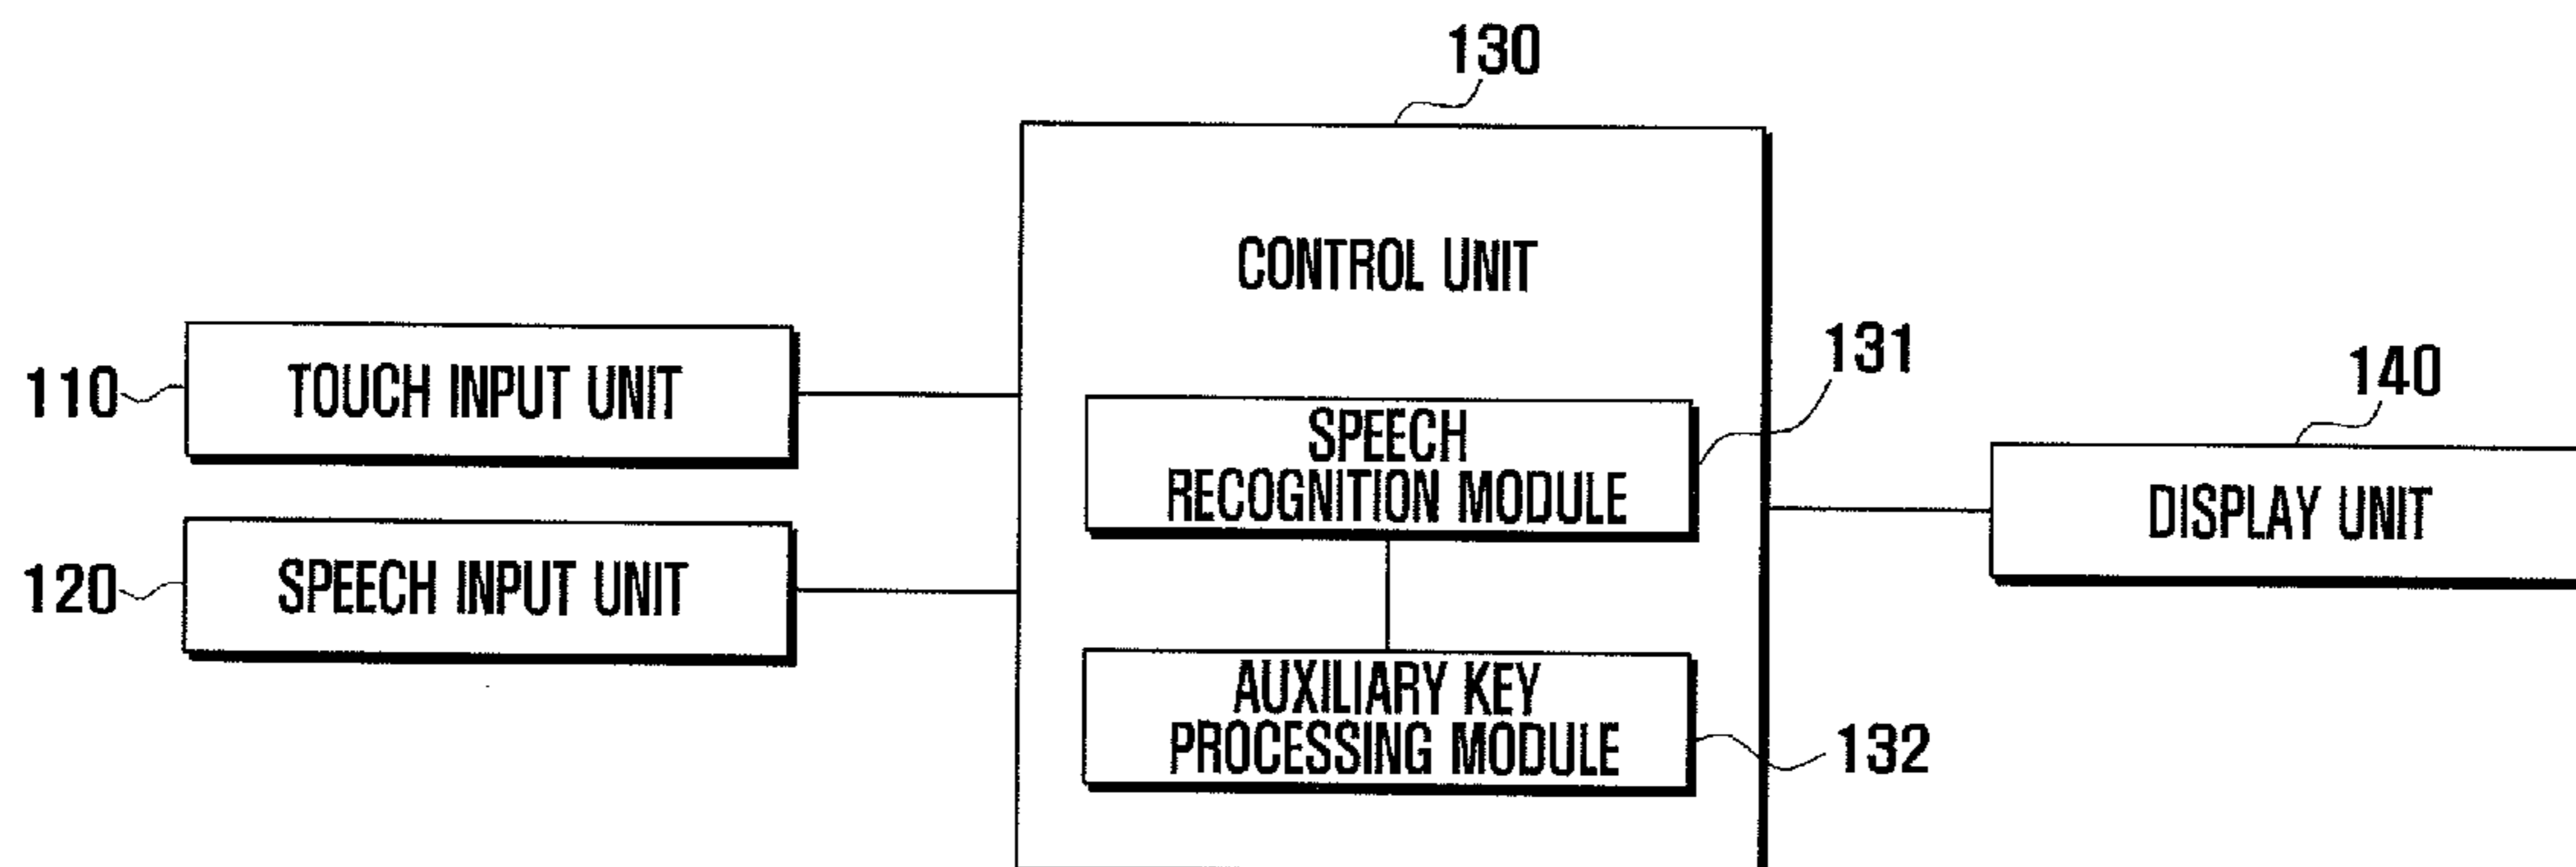 130
CONTROL UNIT
131
110
TOUCH INPUT UNIT
140
SPEECH
RECOGNITION MODULE
DISPLAY UNIT
120
SPEECH INPUT UNIT
AUXILIARY KEY
PROCESSING MODULE
132